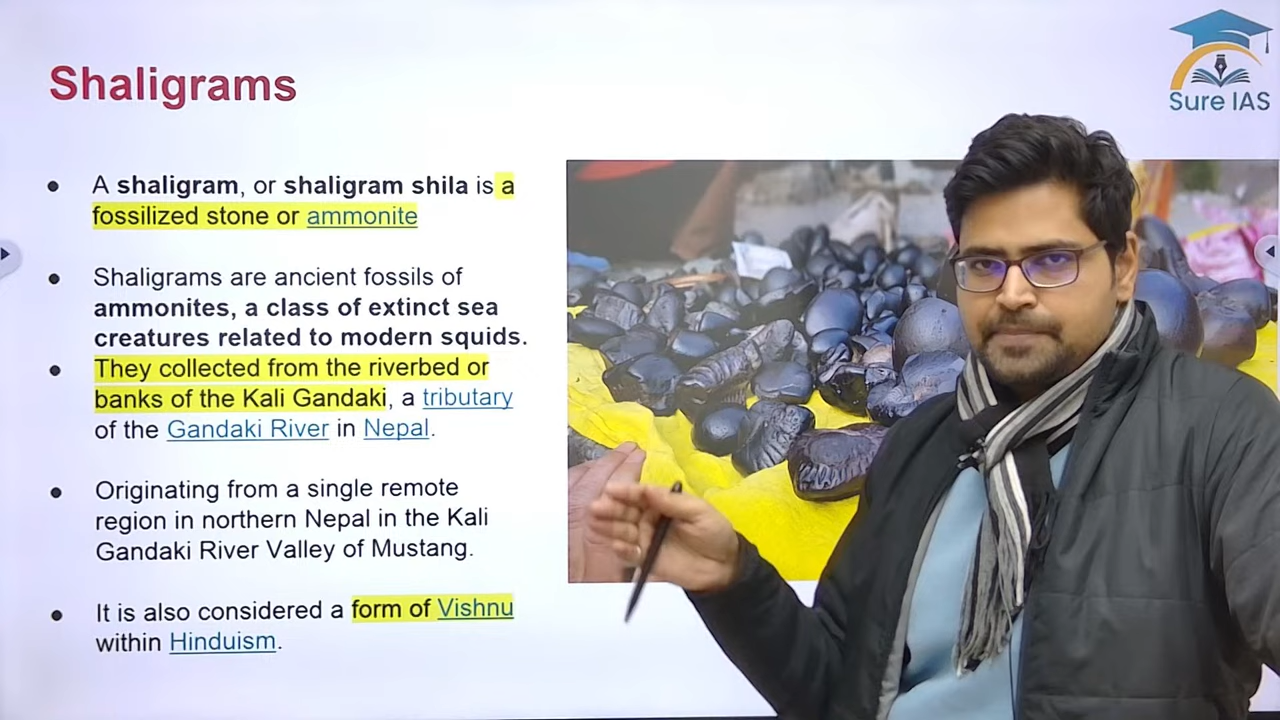 Sure IAS
Shaligrams
A shaligram, or shaligram shila is a
fossilized stone or ammonite
Shaligrams are ancient fossils of
ammonites, a class of extinct sea
creatures related to modern squids.
They collected from the riverbed or
banks of the Kali Gandaki, a tributary
of the Gandaki River in Nepal.
Originating from a single remote
region in northern Nepal in the Kali
Gandaki River Valley of Mustang.
It is also considered a form of Vishnu
within Hinduism.